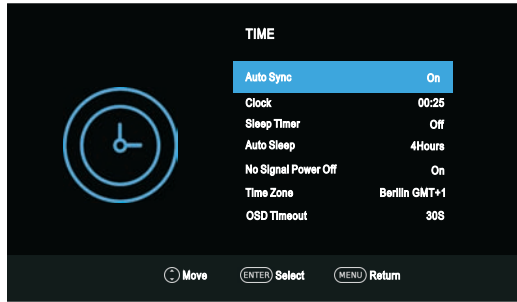 TIME
Auto Sync On
Clock 00:25
Sleep Timer Off
Auto Sleep 4Hours
No Signal Power Off On
Time Zone Berliin GMT+1
OSD Timeout 30S
Move ENTER Select MENU Return